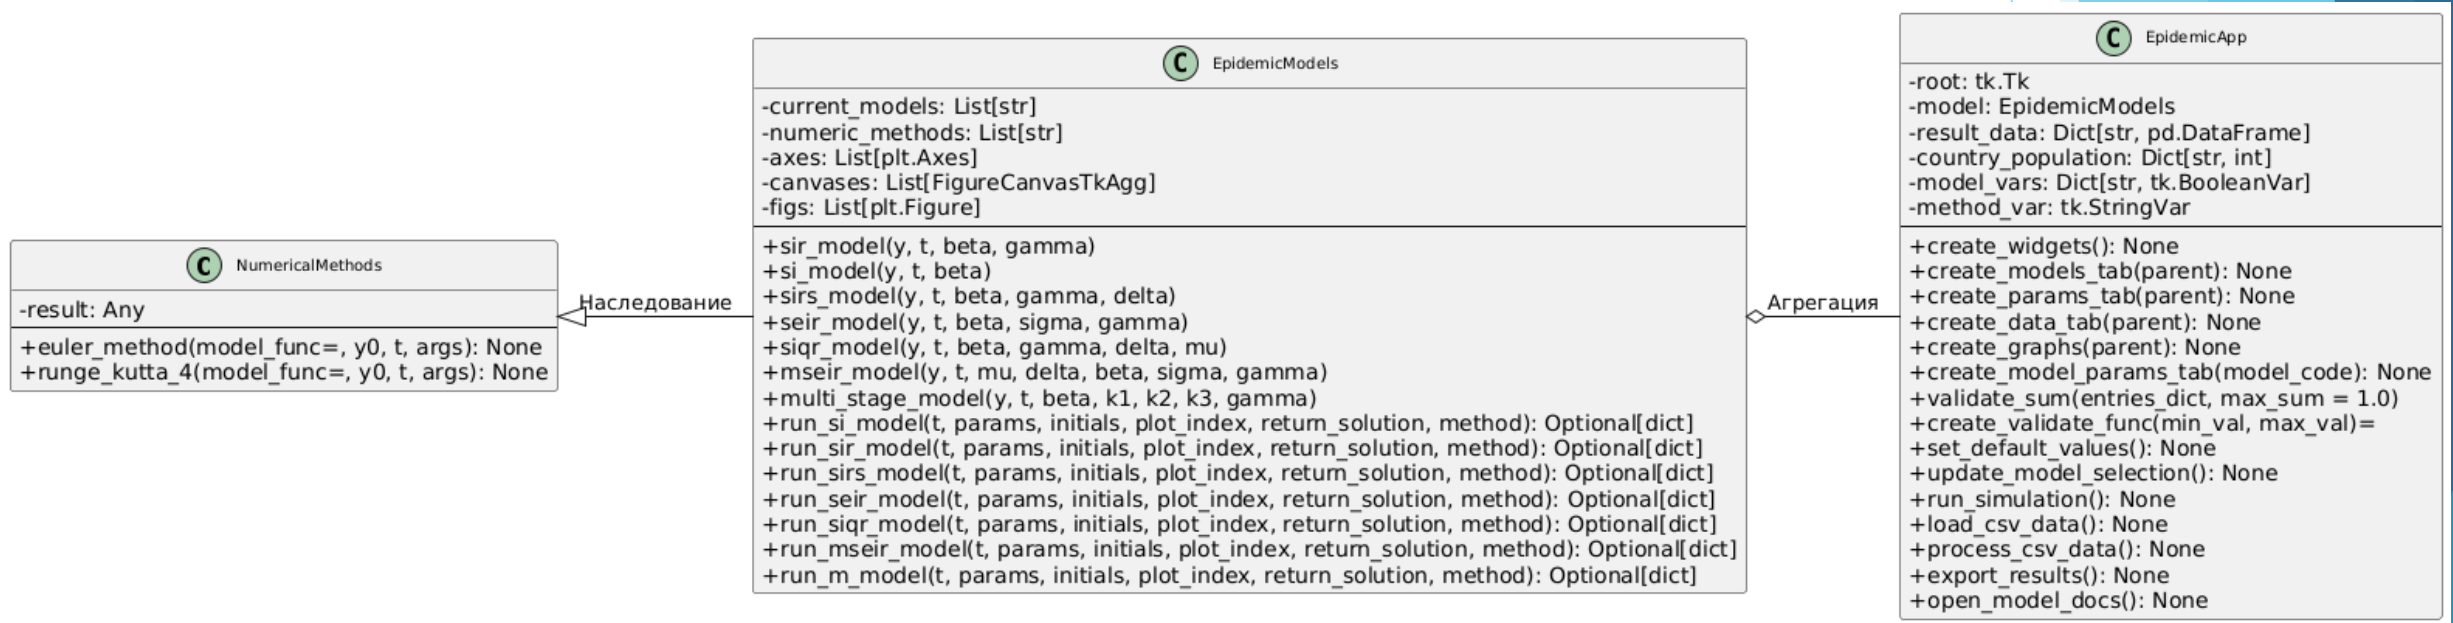 C NumericalMethods
-result: Any
+euler_method(model_func=, y0, t, args): None
+runge_kutta_4(model_func=, y0, t, args): None
Наследование
C EpidemicModels
-current_models: List[str]
-numeric_methods: List[str]
-axes: List[plt.Axes]
-canvases: List[FigureCanvasTkAgg]
-figs: List[plt.Figure]
+sir_model(y, t, beta, gamma)
+si_model(y, t, beta)
+sirs_model(y, t, beta, gamma, delta)
+seir_model(y, t, beta, sigma, gamma)
+siqr_model(y, t, beta, gamma, delta, mu)
+mseir_model(y, t, mu, delta, beta, sigma, gamma)
+multi_stage_model(y, t, beta, k1, k2, k3, gamma)
+run_si_model(t, params, initials, plot_index, return_solution, method): Optional[dict]
+run_sir_model(t, params, initials, plot_index, return_solution, method): Optional[dict]
+run_sirs_model(t, params, initials, plot_index, return_solution, method): Optional[dict]
+run_seir_model(t, params, initials, plot_index, return_solution, method): Optional[dict]
+run_siqr_model(t, params, initials, plot_index, return_solution, method): Optional[dict]
+run_mseir_model(t, params, initials, plot_index, return_solution, method): Optional[dict]
+run_m_model(t, params, initials, plot_index, return_solution, method): Optional[dict]
Агрегация
C EpidemicApp
-root: tk.Tk
-model: EpidemicModels
-result_data: Dict[str, pd.DataFrame]
-country_population: Dict[str, int]
-model_vars: Dict[str, tk.BooleanVar]
-method_var: tk.StringVar
+create_widgets(): None
+create_models_tab(parent): None
+create_params_tab(parent): None
+create_data_tab(parent): None
+create_graphs(parent): None
+create_model_params_tab(model_code): None
+validate_sum(entries_dict, max_sum = 1.0)
+create_validate_func(min_val, max_val)=
+set_default_values(): None
+update_model_selection(): None
+run_simulation(): None
+load_csv_data(): None
+process_csv_data(): None
+export_results(): None
+open_model_docs(): None